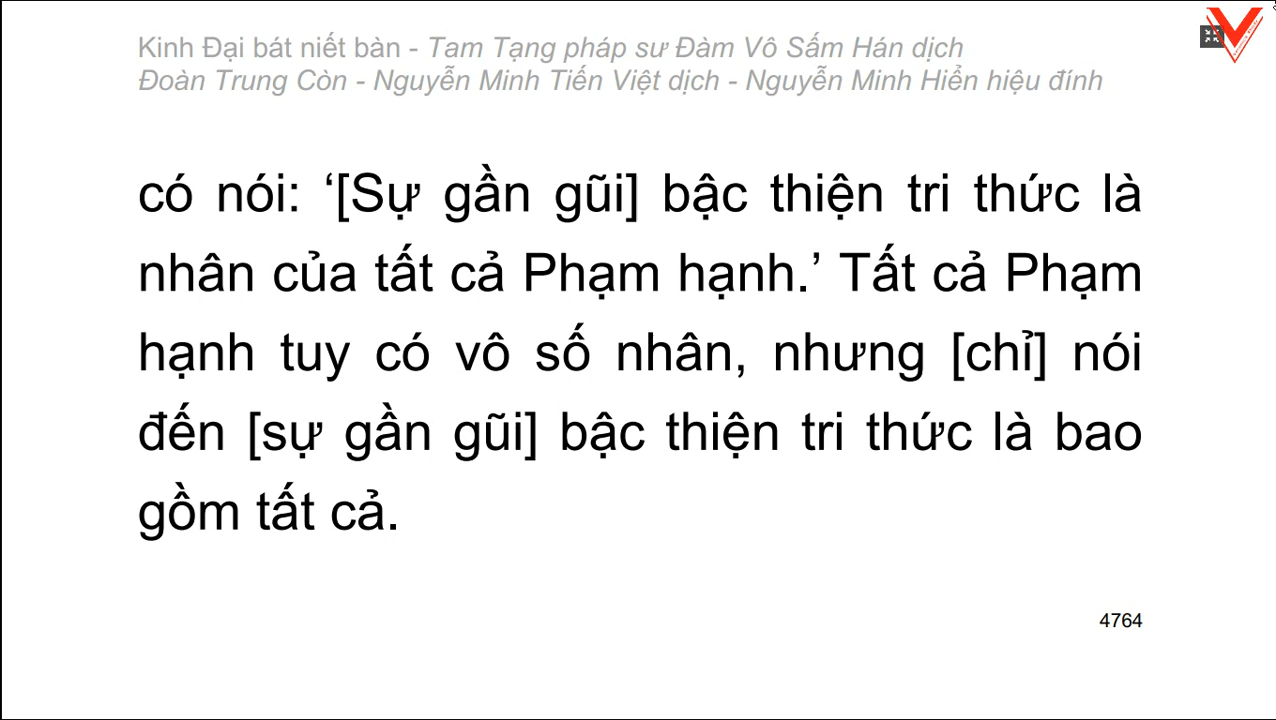 Kinh Đại bát niết bàn - Tam Tạng pháp sư Đàm Vô Sấm Hán dịch
Đoàn Trung Còn - Nguyễn Minh Tiến Việt dịch - Nguyễn Minh Hiển hiệu đính
có nói: ‘[Sự gần gũi] bậc thiện tri thức là
nhân của tất cả Phạm hạnh.’ Tất cả Phạm
hạnh tuy có vô số nhân, nhưng [chỉ] nói
đến [sự gần gũi] bậc thiện tri thức là bao
gồm tất cả.
4764